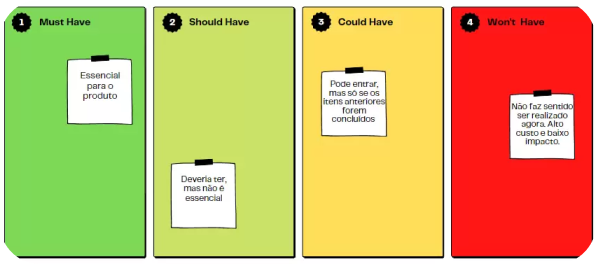 1 Must Have
Essencial
para o
produto
2 Should Have
Deveria ter,
mas não é
essencial
3 Could Have
Pode entrar,
mas só se os
itens anteriores
forem
concluídos
4 Won't Have
Não faz sentido
ser realizado
agora. Alto
custo e baixo
impacto.